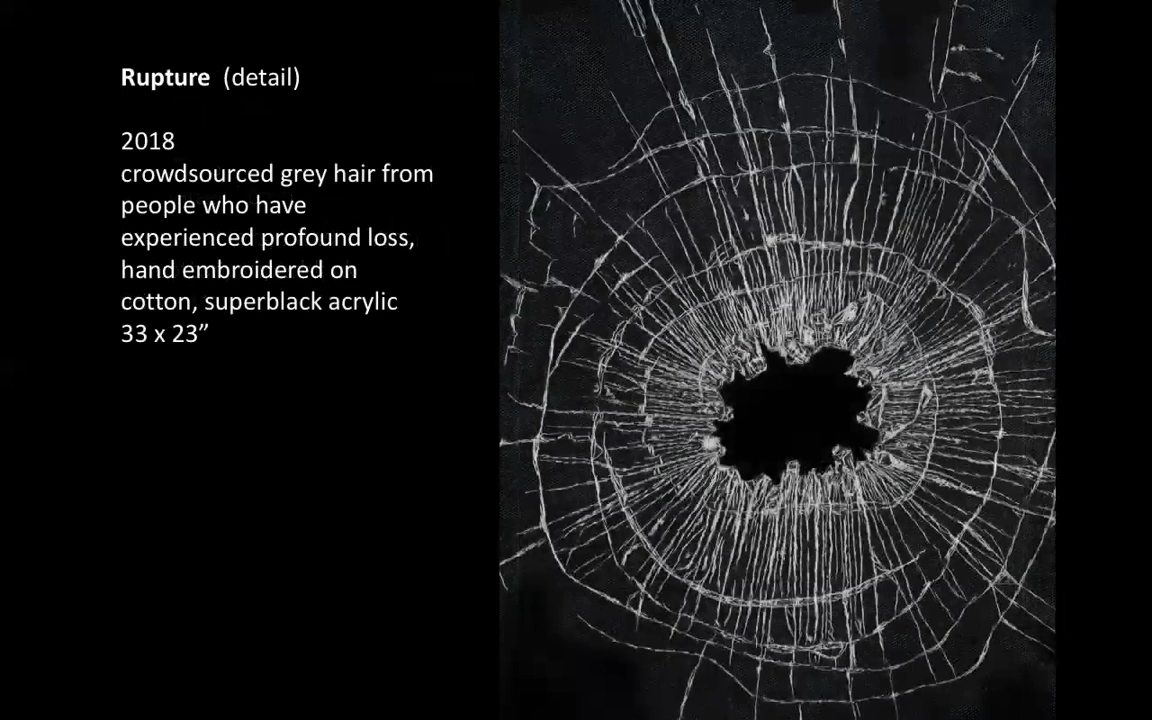 Rupture (detail)
2018
crowdsourced grey hair from
people who have
experienced profound loss,
hand embroidered on
cotton, superblack acrylic
33 x 23”